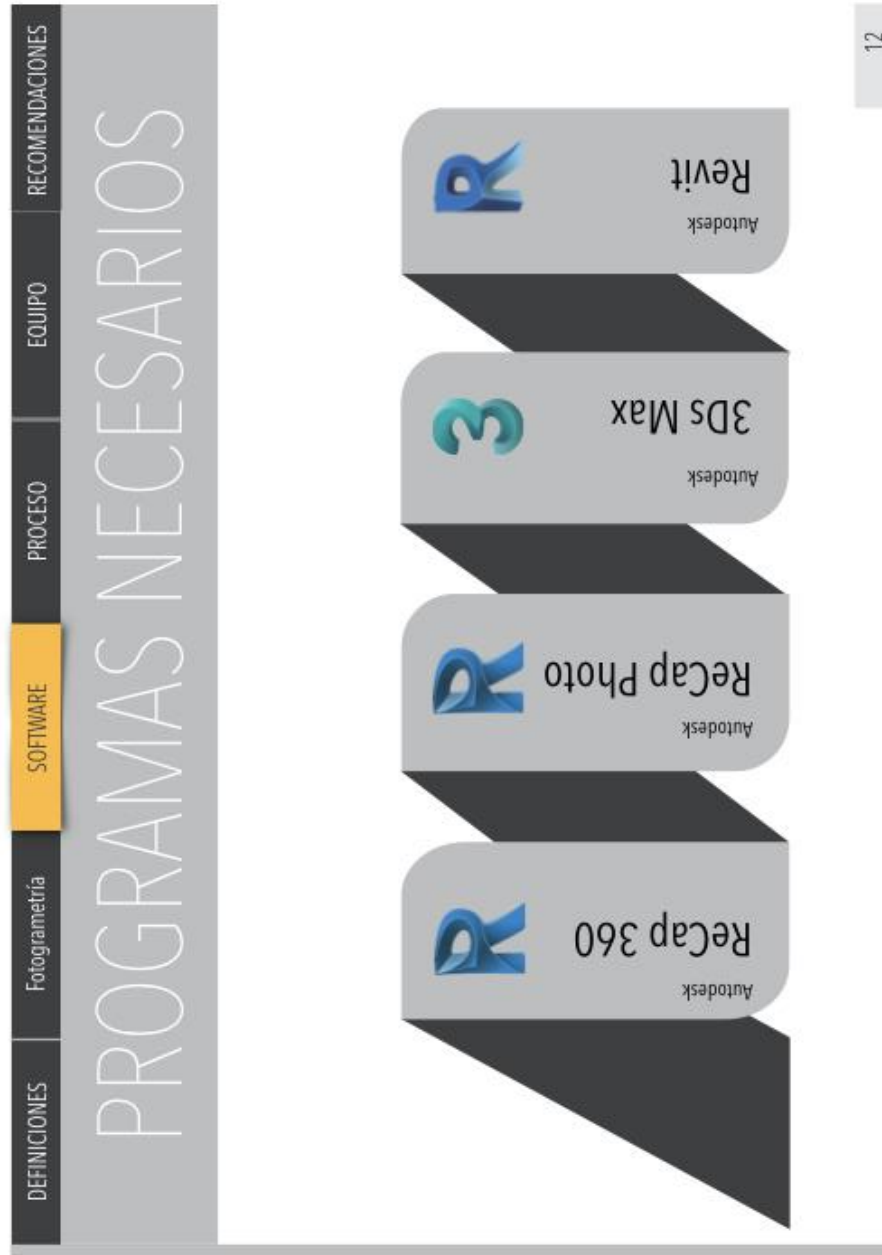 DEFINICIONES
Fotogrametría
SOFTWARE
PROCESO
EQUIPO
RECOMENDACIONES
PROGRAMAS NECESARIOS
Autodesk
ReCap 360
Autodesk
ReCap Photo
Autodesk
3Ds Max
Autodesk
Revit
12